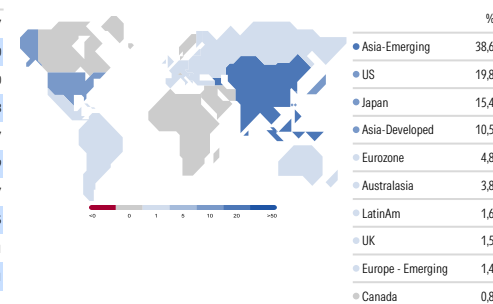 %
Asia-Emerging 38,6
US 19,8
Japan 15,4
Asia-Developed 10,5
Eurozone 4,8
Australasia 3,8
LatinAm 1,6
UK 1,5
Europe - Emerging 1,4
Canada 0,8
<0 0 1 5 10 20 >50